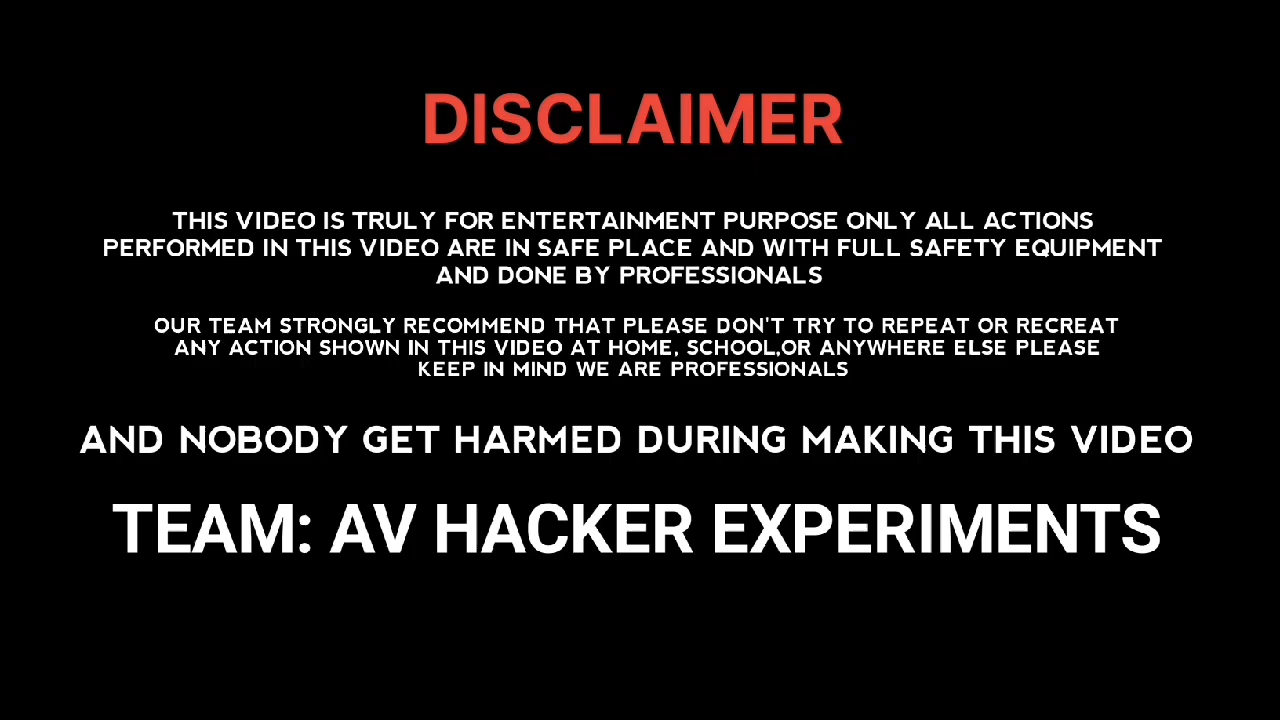 DISCLAIMER
THIS VIDEO IS TRULY FOR ENTERTAINMENT PURPOSE ONLY ALL ACTIONS
PERFORMED IN THIS VIDEO ARE IN SAFE PLACE AND WITH FULL SAFETY EQUIPMENT
AND DONE BY PROFESSIONALS
OUR TEAM STRONGLY RECOMMEND THAT PLEASE DON'T TRY TO REPEAT OR RECREAT
ANY ACTION SHOWN IN THIS VIDEO AT HOME, SCHOOL,OR ANYWHERE ELSE PLEASE
KEEP IN MIND WE ARE PROFESSIONALS
AND NOBODY GET HARMED DURING MAKING THIS VIDEO
TEAM: AV HACKER EXPERIMENTS